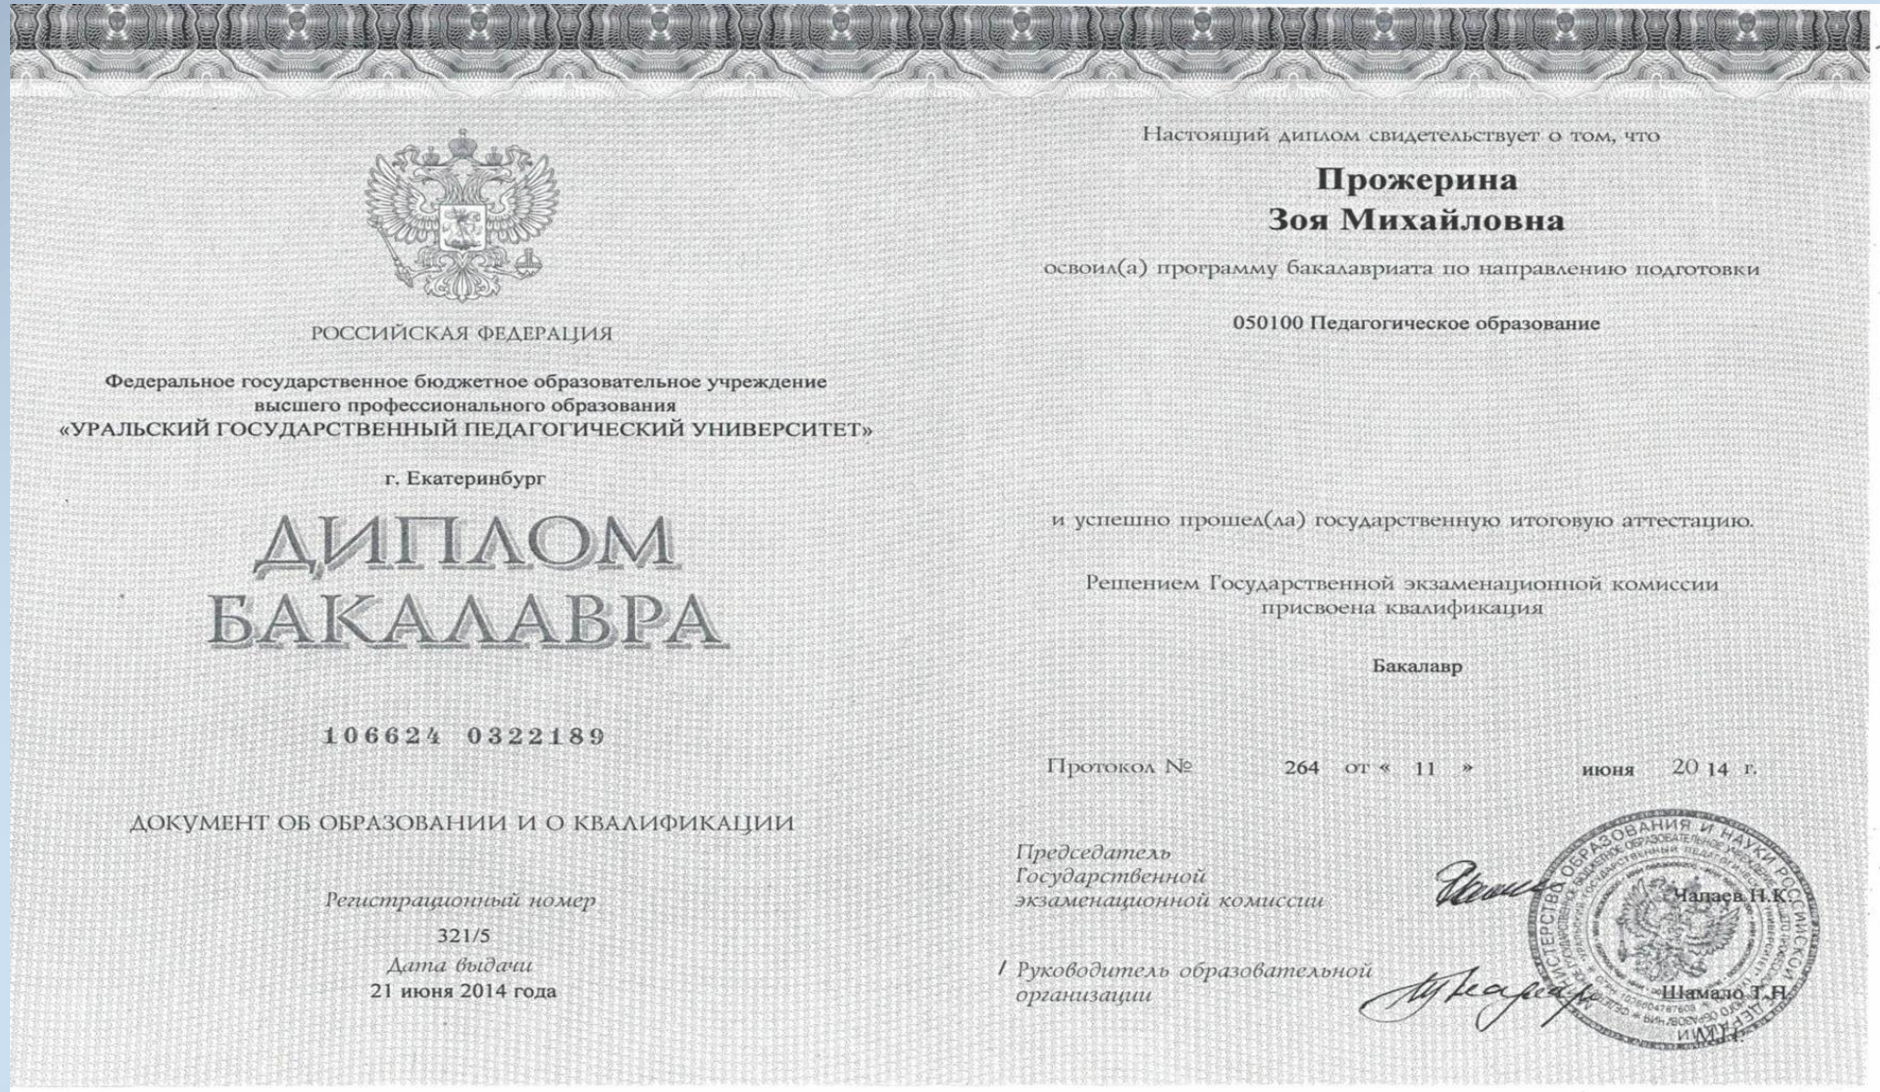 РОССИЙСКАЯ ФЕДЕРАЦИЯ
Федеральное государственное бюджетное образовательное учреждение
высшего профессионального образования
«УРАЛЬСКИЙ ГОСУДАРСТВЕННЫЙ ПЕДАГОГИЧЕСКИЙ УНИВЕРСИТЕТ»
г. Екатеринбург
ДИПЛОМ
БАКАЛАВРА
106624 0322189
ДОКУМЕНТ ОБ ОБРАЗОВАНИИ И О КВАЛИФИКАЦИИ
Регистрационный номер
321/5
Дата выдачи
21 июня 2014 года
Настоящий диплом свидетельствует о том, что
Прожерина
Зоя Михайловна
освоил(а) программу бакалавриата по направлению подготовки
050100 Педагогическое образование
и успешно прошел(ла) государственную итоговую аттестацию.
Решением Государственной экзаменационной комиссии
присвоена квалификация
Бакалавр
Протокол № 264 от « 11 » июня 20 14 г.
Председатель
Государственной
экзаменационной комиссии
Чапаев Н.К.
Руководитель образовательной
организации
Шамало Т.Н.